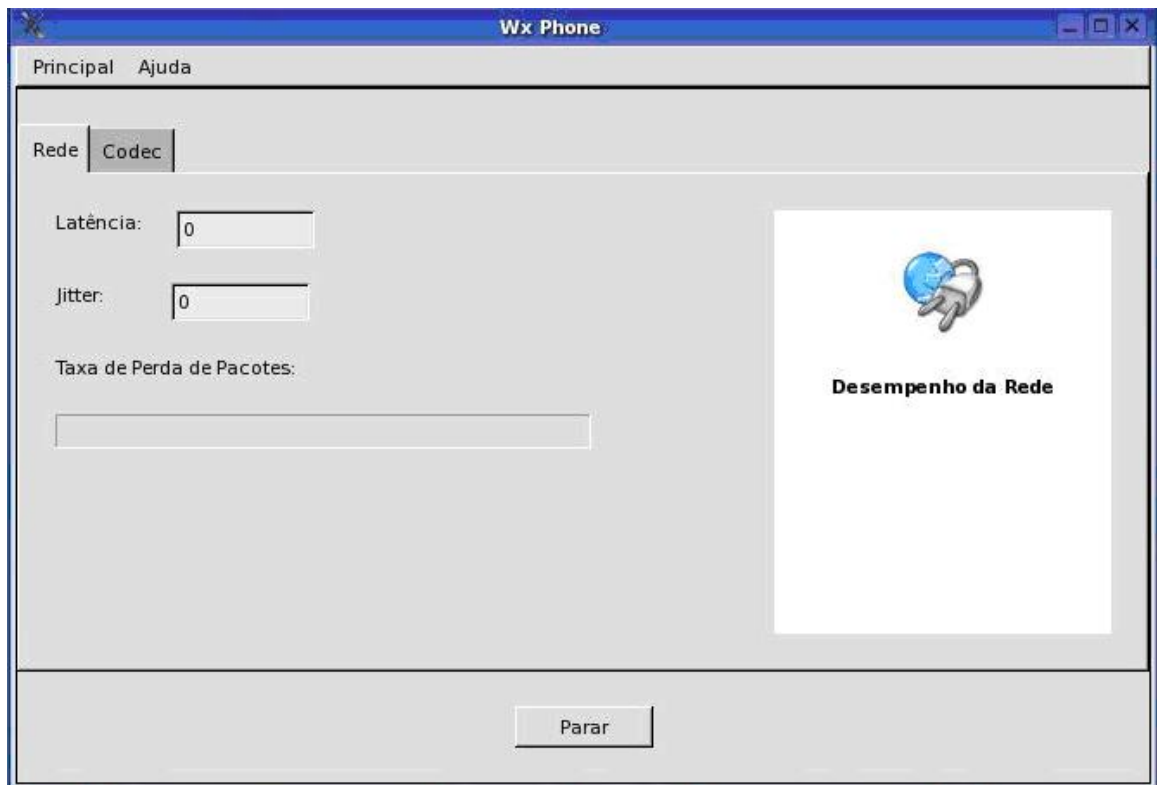 Wx Phone
Principal Ajuda
Rede Codec
Latência: 0
Jitter: 0
Taxa de Perda de Pacotes:
Desempenho da Rede
Parar